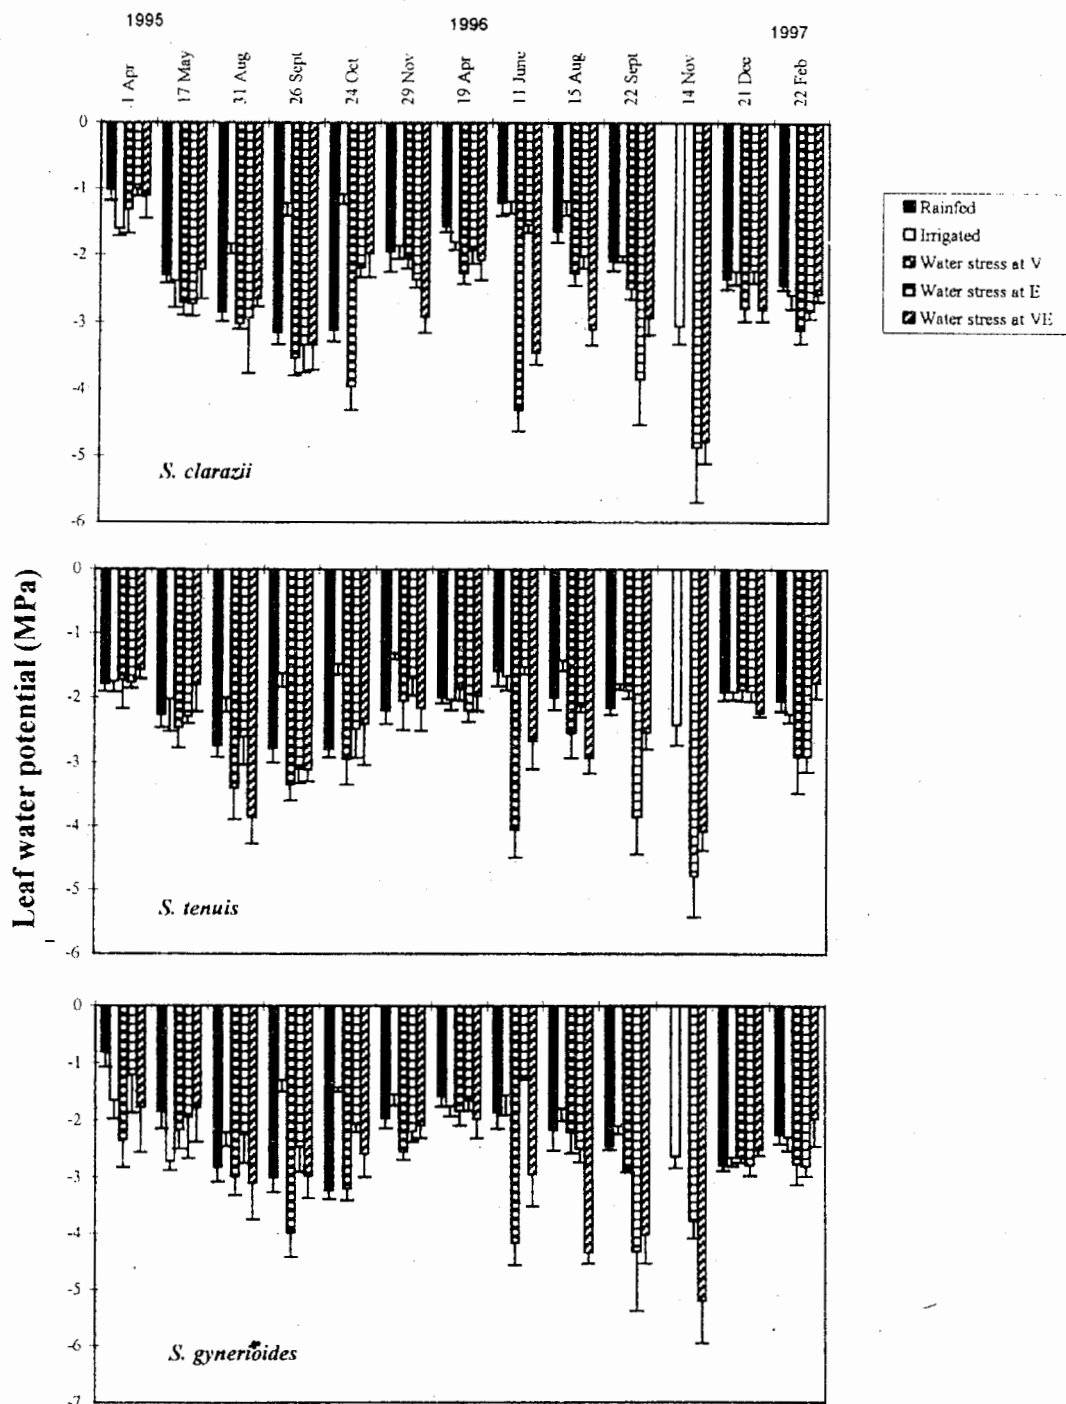 1995 1996 1997
1 Apr
17 May
31 Aug
26 Sept
24 Oct
29 Nov
19 Apr
11 June
15 Aug
22 Sept
14 Nov
21 Dec
22 Feb
0
-1
-2
-3
-4
-5
-6
S. clarazii
Rainfed
Irrigated
Water stress at V
Water stress at E
Water stress at VE
Leaf water potential (MPa)
0
-1
-2
-3
-4
-5
-6
S. tenuis
0
-1
-2
-3
-4
-5
-6
-7
S. gynerioides